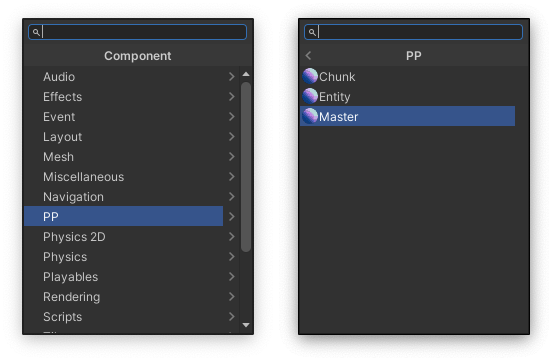 Component
Audio
Effects
Event
Layout
Mesh
Miscellaneous
Navigation
PP
Physics 2D
Physics
Playables
Rendering
Scripts
PP
Chunk
Entity
Master